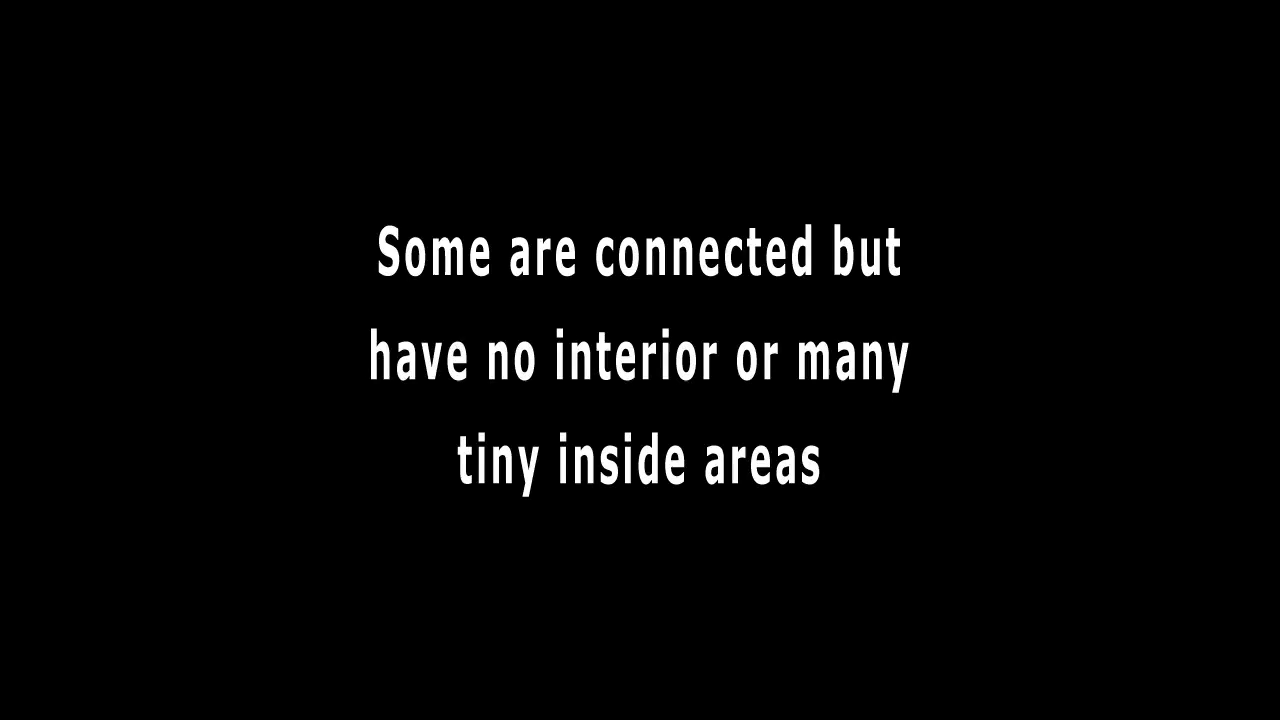 Some are connected but
have no interior or many
tiny inside areas